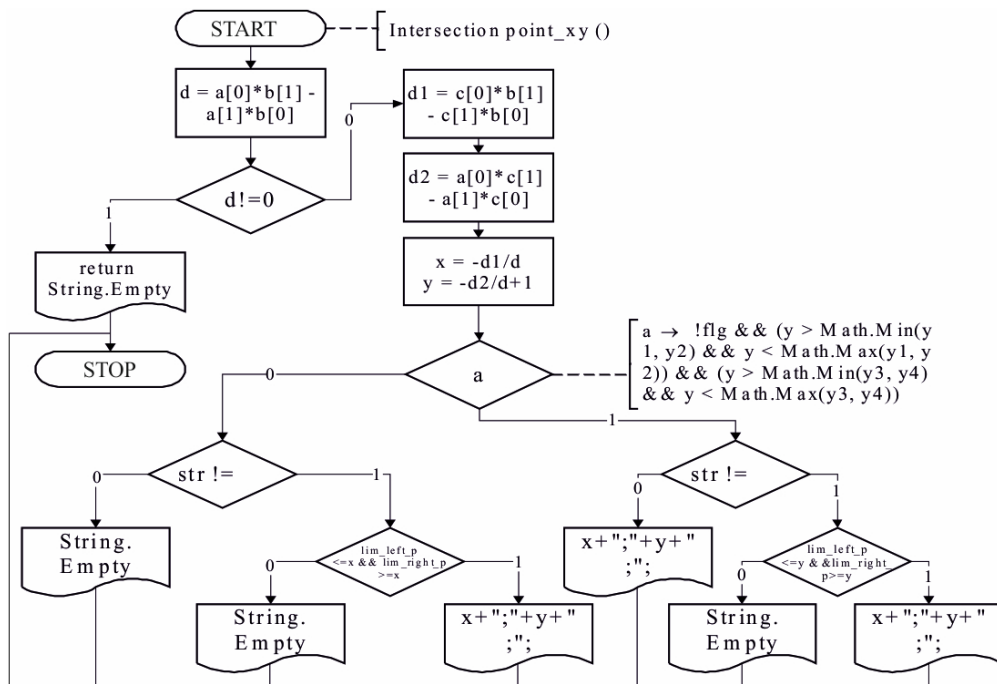 START
Intersection point_xy ()
d = a[0]*b[1] -
a[1]*b[0]
d1 = c[0]*b[1]
- c[1]*b[0]
0
d2 = a[0]*c[1]
- a[1]*c[0]
d!=0
1
return
String.Empty
x = -d1/d
y = -d2/d+1
STOP
a
a → !flg && (y > Math.Min(y
1, y2) && y < Math.Max(y1, y
2)) && (y > Math.Min(y3, y4)
&& y < Math.Max(y3, y4))
0
1
str !=
0
1
str !=
0
1
String.
Empty
lim_left_p
<=x && lim_right_p
>=x
0
1
x+";"+y+"
;";
lim_left_p
<=y & &lim_right_
p>=y
0
1
String.
Empty
x+";"+y+"
;";
String.
Empty
x+";"+y+"
;";